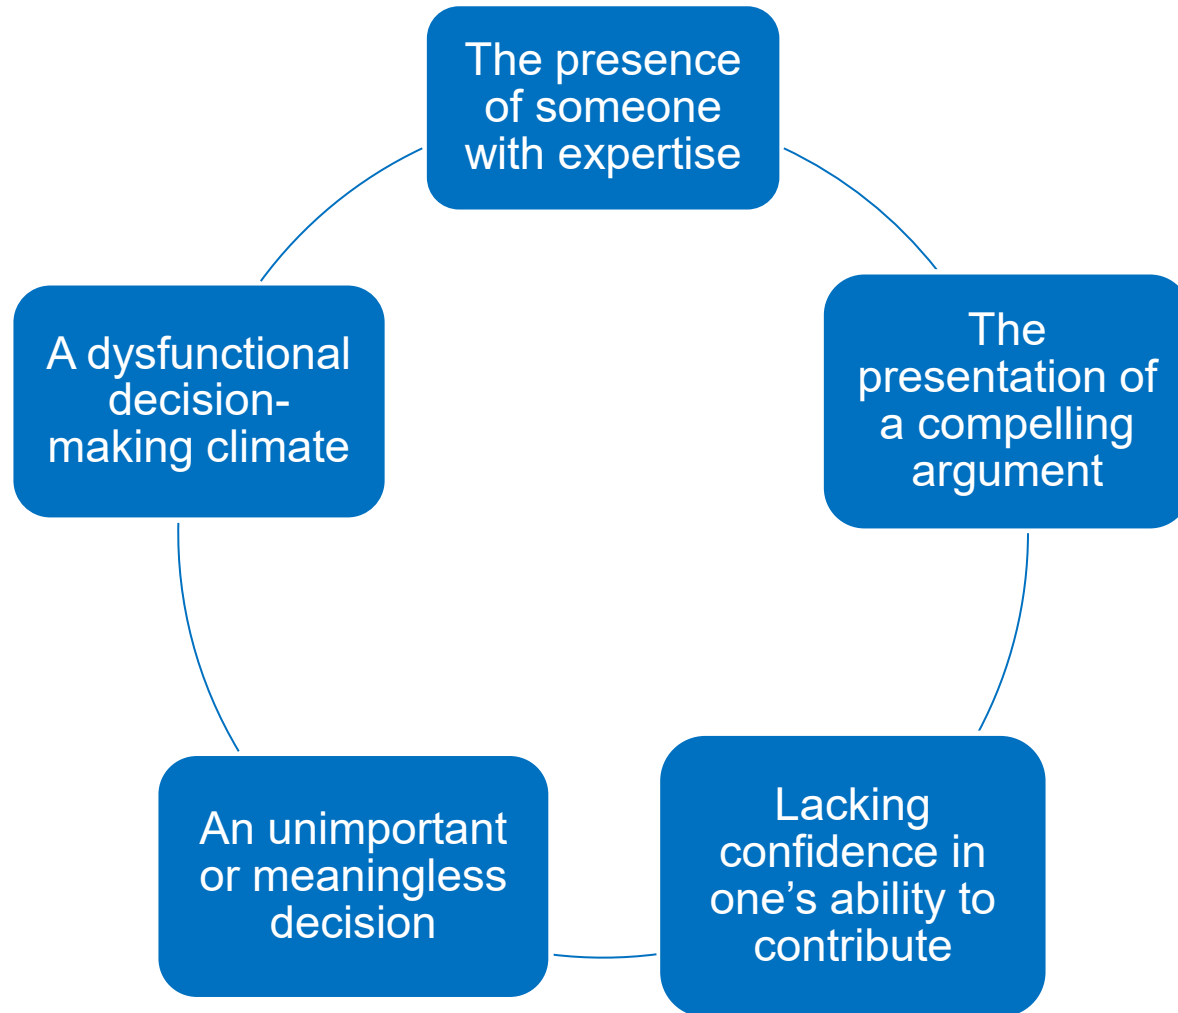 The presence
of someone
with expertise
The
presentation of
a compelling
argument
Lacking
confidence in
one’s ability to
contribute
An unimportant
or meaningless
decision
A dysfunctional
decision-
making climate